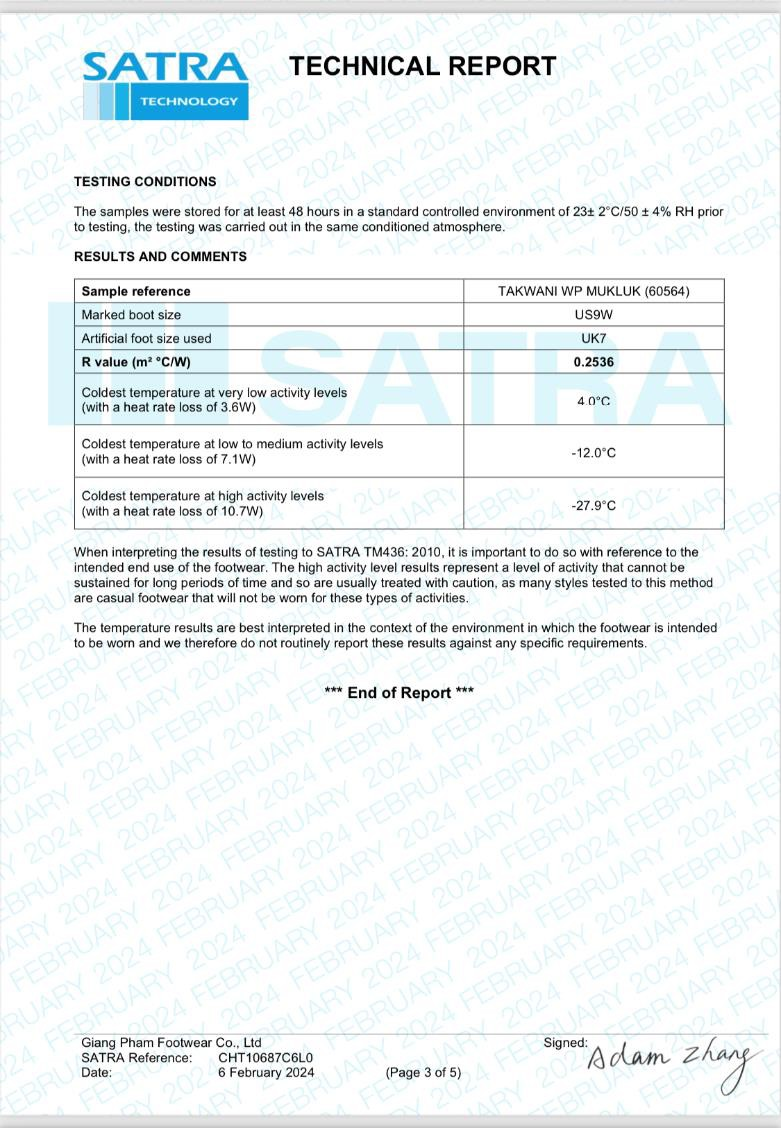 SATRA
TECHNOLOGY
TECHNICAL REPORT
TESTING CONDITIONS
The samples were stored for at least 48 hours in a standard controlled environment of 23± 2°C/50 ± 4% RH prior
to testing, the testing was carried out in the same conditioned atmosphere.
RESULTS AND COMMENTS
Sample reference TAKWANI WP MUKLUK (60564)
Marked boot size US9W
Artificial foot size used UK7
R value (m² °C/W) 0.2536
Coldest temperature at very low activity levels
(with a heat rate loss of 3.6W) 4.0°C
Coldest temperature at low to medium activity levels
(with a heat rate loss of 7.1W) -12.0°C
Coldest temperature at high activity levels
(with a heat rate loss of 10.7W) -27.9°C
When interpreting the results of testing to SATRA TM436: 2010, it is important to do so with reference to the
intended end use of the footwear. The high activity level results represent a level of activity that cannot be
sustained for long periods of time and so are usually treated with caution, as many styles tested to this method
are casual footwear that will not be worn for these types of activities.
The temperature results are best interpreted in the context of the environment in which the footwear is intended
to be worn and we therefore do not routinely report these results against any specific requirements.
*** End of Report ***
Giang Pham Footwear Co., Ltd
SATRA Reference: CHT10687C6L0
Date: 6 February 2024
(Page 3 of 5)
Signed: Adam Zhang
SATRA
FEBRUARY 2024